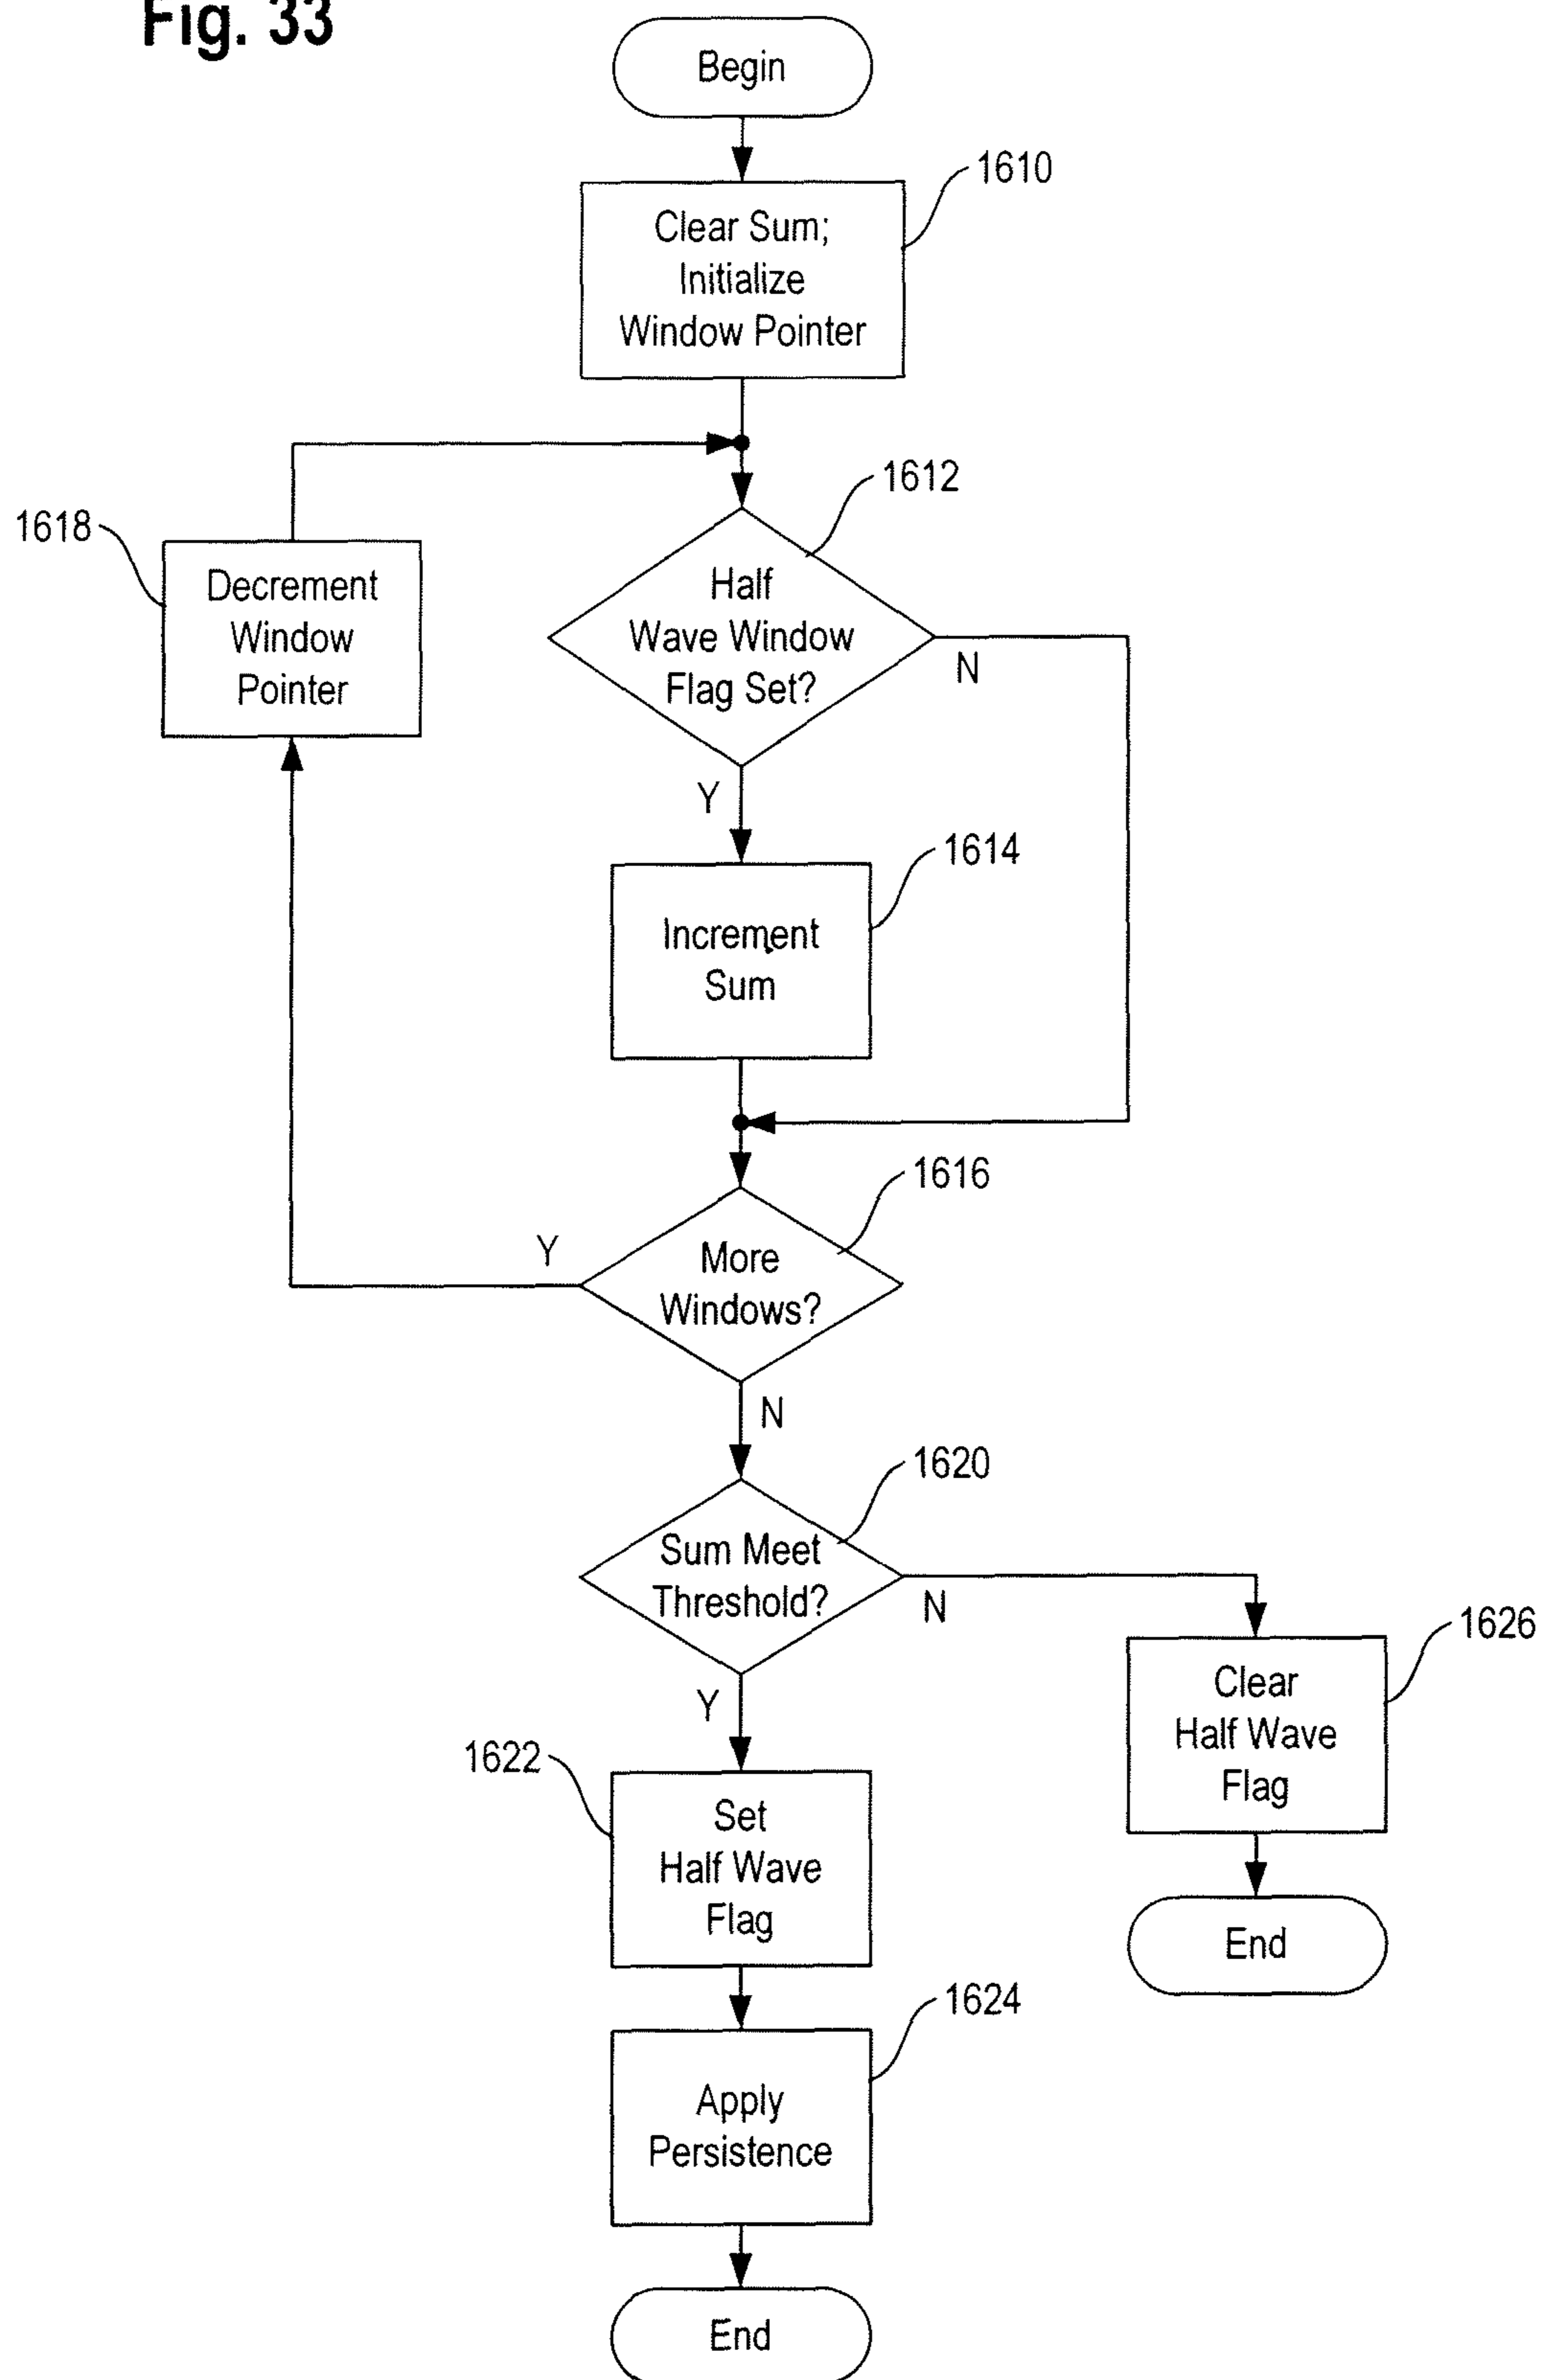 Fig. 33
Begin
1610
Clear Sum;
Initialize
Window Pointer
1612
1618
Decrement
Window
Pointer
Half
Wave Window
Flag Set?
N
Y
1614
Increment
Sum
1616
Y
More
Windows?
N
1620
Sum Meet
Threshold?
N
1626
Y
Clear
Half Wave
Flag
1622
Set
Half Wave
Flag
End
1624
Apply
Persistence
End